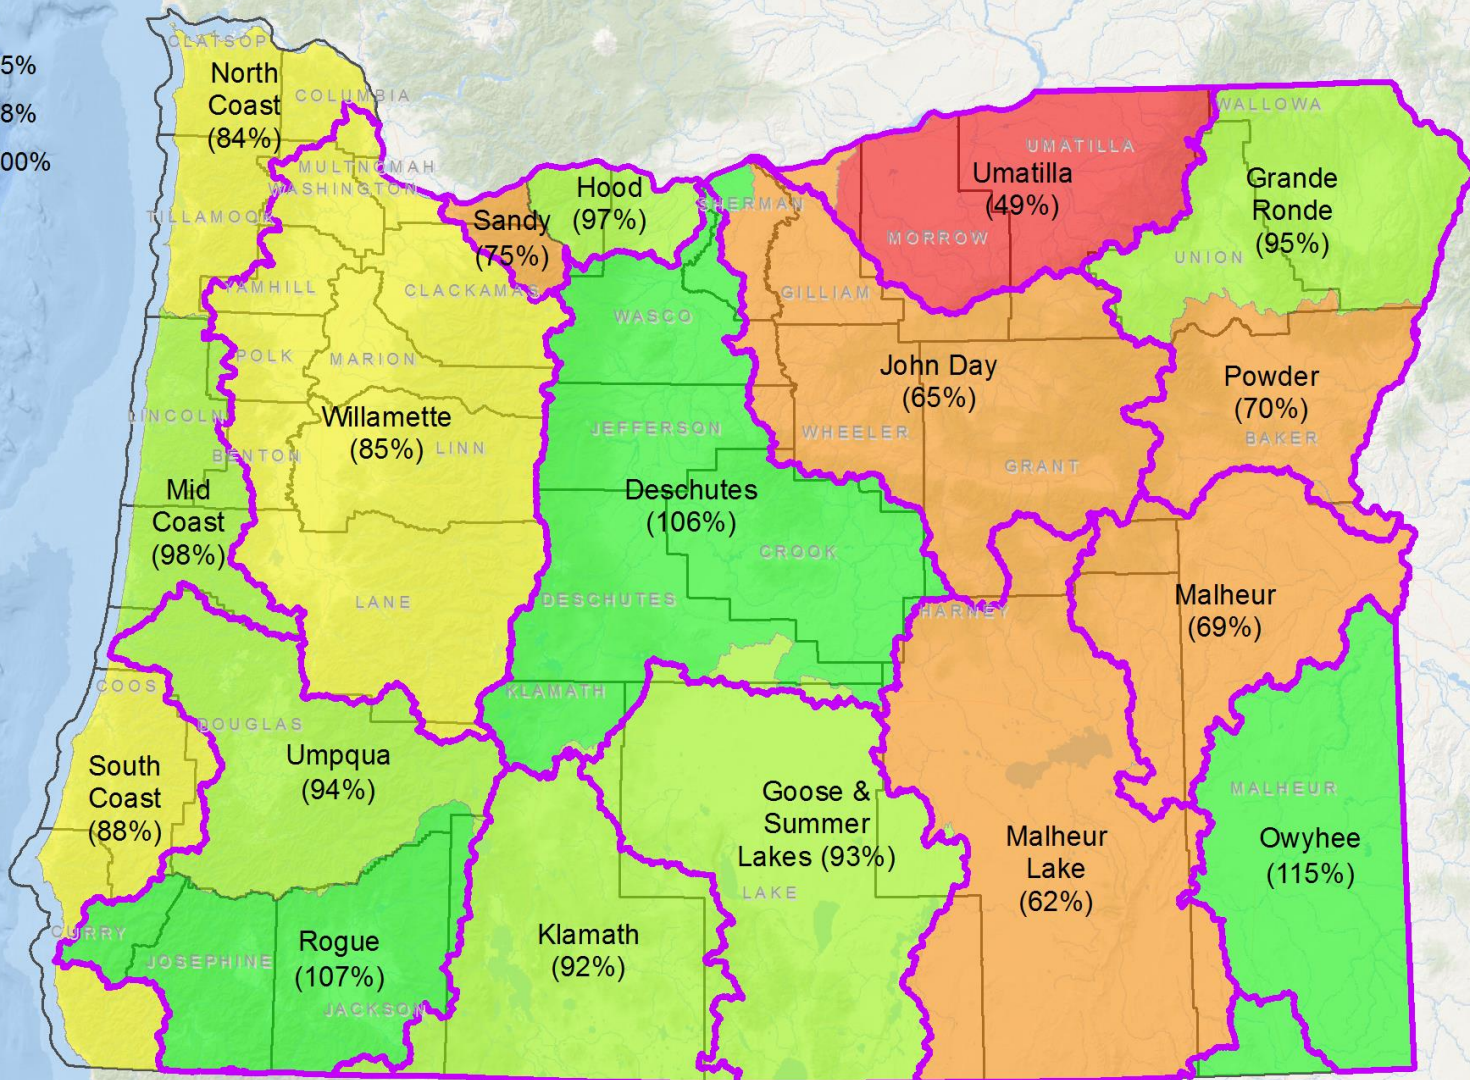 5%
8%
00%
CLATSOP
North
Coast
(84%)
COLUMBIA
MULTNOMAH
WASHINGTON
TILLAMOOK
YAMHILL
CLACKAMAS
Sandy
(75%)
Hood
(97%)
SHERMAN
UMATILLA
Umatilla
(49%)
MORROW
WALLOWA
Grande
Ronde
(95%)
UNION
GILLIAM
WASCO
POLK
MARION
John Day
(65%)
Powder
(70%)
BAKER
LINCOLN
Willamette
(85%)
BENTON
LINN
JEFFERSON
WHEELER
GRANT
Mid
Coast
(98%)
Deschutes
(106%)
CROOK
LANE
DESCHUTES
HARNEY
Malheur
(69%)
COOS
KLAMATH
DOUGLAS
Umpqua
(94%)
South
Coast
(88%)
Goose &
Summer
Lakes (93%)
LAKE
Malheur
Lake
(62%)
MALHEUR
Owyhee
(115%)
CURRY
JOSEPHINE
Rogue
(107%)
JACKSON
Klamath
(92%)